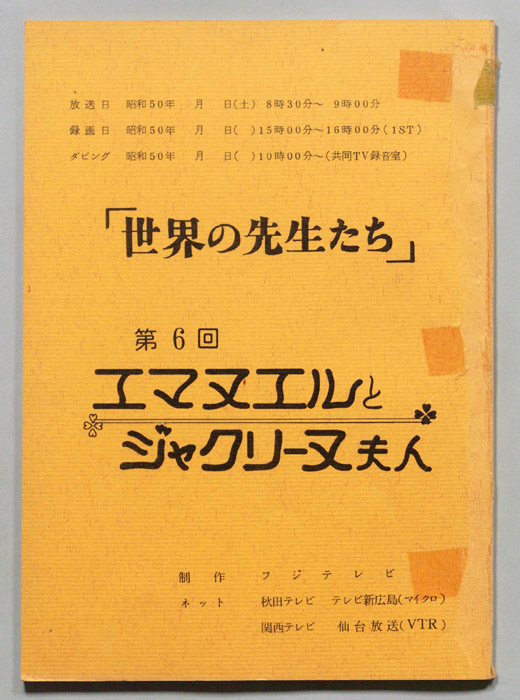 放送日　昭和50年　月　日(土) 8時30分〜 9時00分
録画日　昭和50年　月　日( )15時00分〜16時00分(1ST)
ダビング　昭和50年　月　日( )10時00分〜(共同TV録音室)
「世界の先生たち」
第6回
エマヌエルと
ジャクリーヌ夫人
制作　フジテレビ
ネット　秋田テレビ　テレビ新広島(マイクロ)
関西テレビ　仙台放送(VTR)